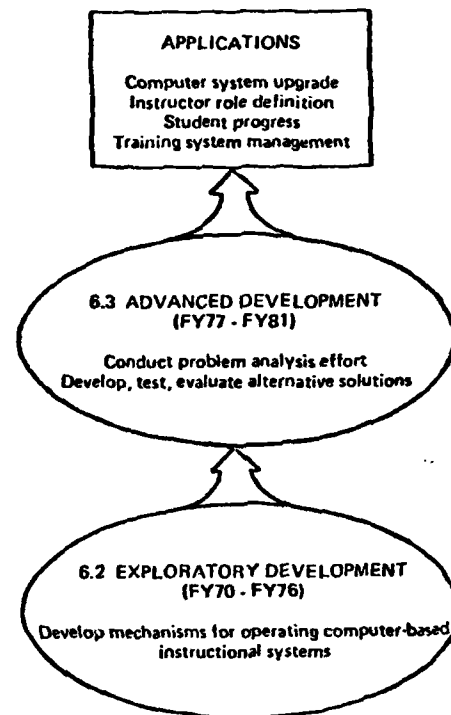 APPLICATIONS
Computer system upgrade
Instructor role definition
Student progress
Training system management
6.3 ADVANCED DEVELOPMENT
(FY77 - FY81)
Conduct problem analysis effort
Develop, test, evaluate alternative solutions
6.2 EXPLORATORY DEVELOPMENT
(FY70 - FY76)
Develop mechanisms for operating computer-based
instructional systems